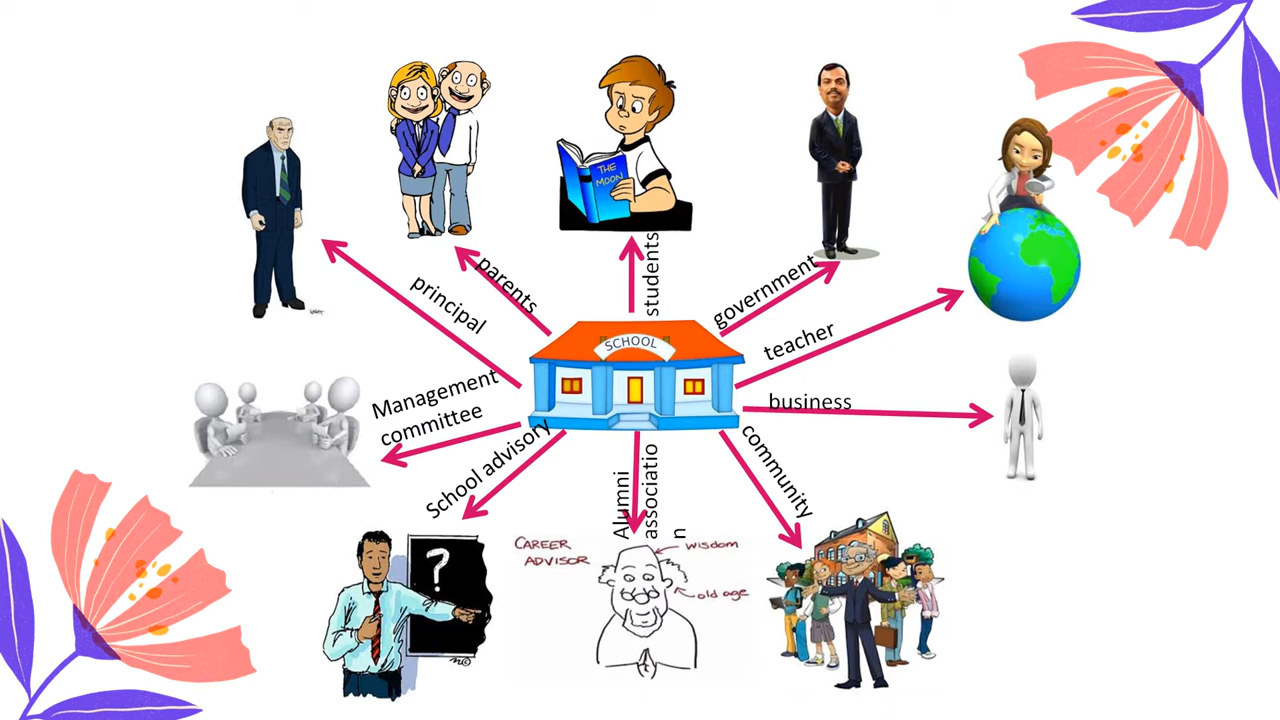 THE
MOON
students
parents
principal
government
teacher
SCHOOL
business
Management
committee
School advisory
Alumni
associatio
n
community
CAREER
ADVISOR
wisdom
old age
?